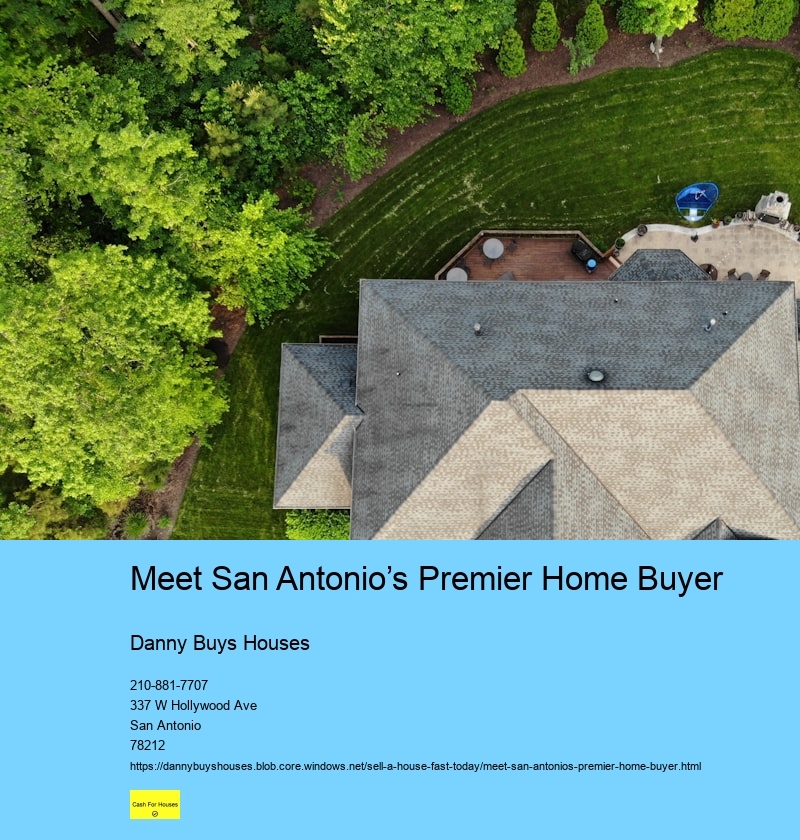 Meet San Antonio’s Premier Home Buyer
Danny Buys Houses
210-881-7707
337 W Hollywood Ave
San Antonio
78212
https://dannybuyshouses.blob.core.windows.net/sell-a-house-fast-today/meet-san-antonios-premier-home-buyer.html
Cash For Houses